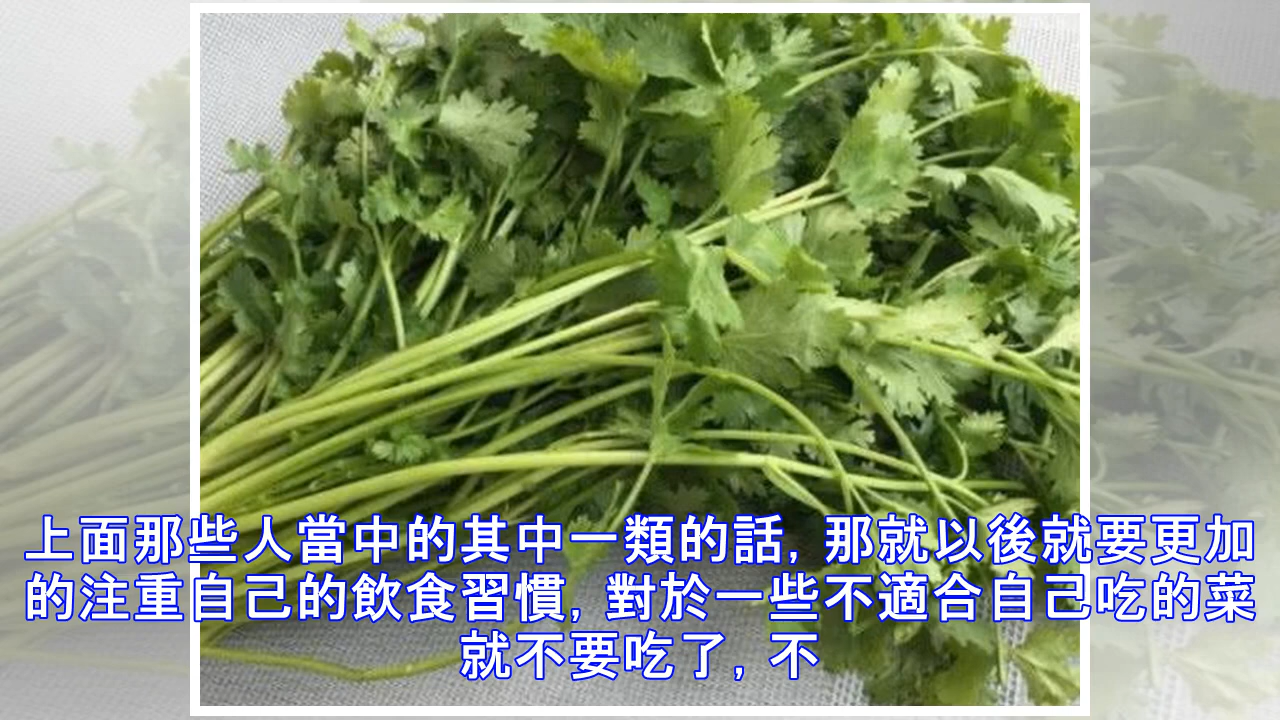 上面那些人當中的其中一類的話, 那就以後就要更加
的注重自己的飲食習慣, 對於一些不適合自己吃的菜
就不要吃了, 不